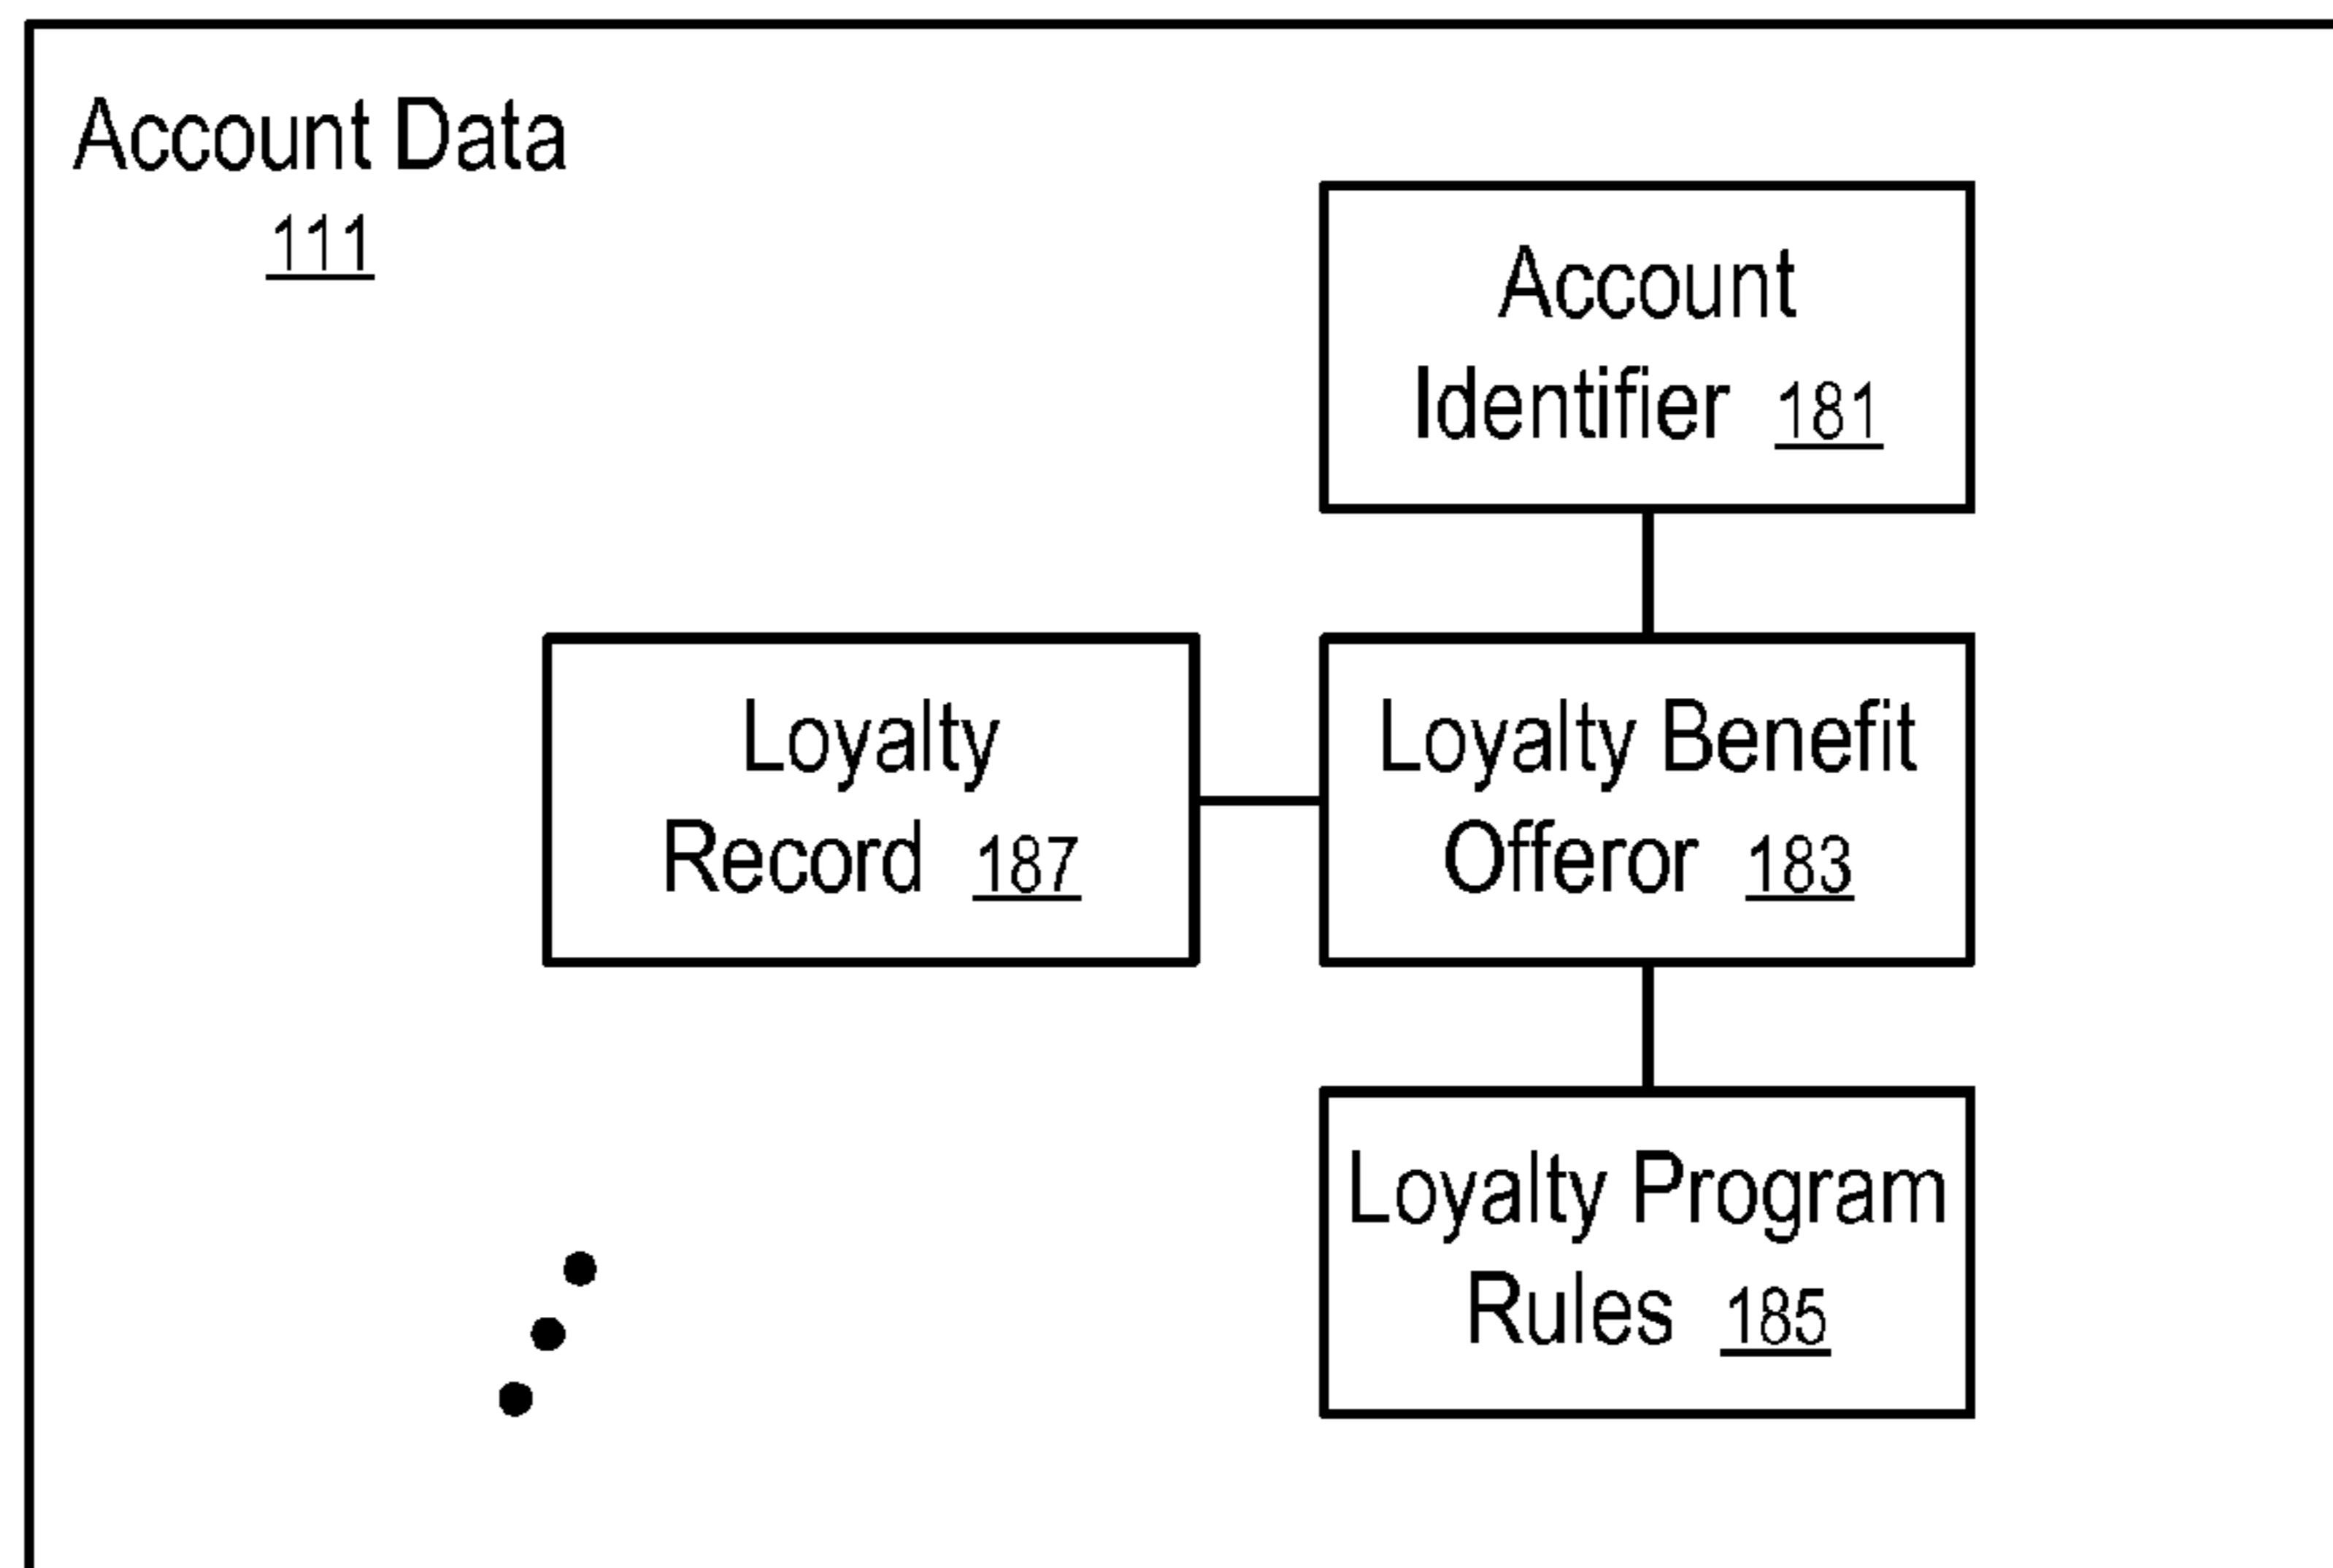 Account Data
111
Account
Identifier 181
Loyalty
Record 187
Loyalty Benefit
Offeror 183
Loyalty Program
Rules 185